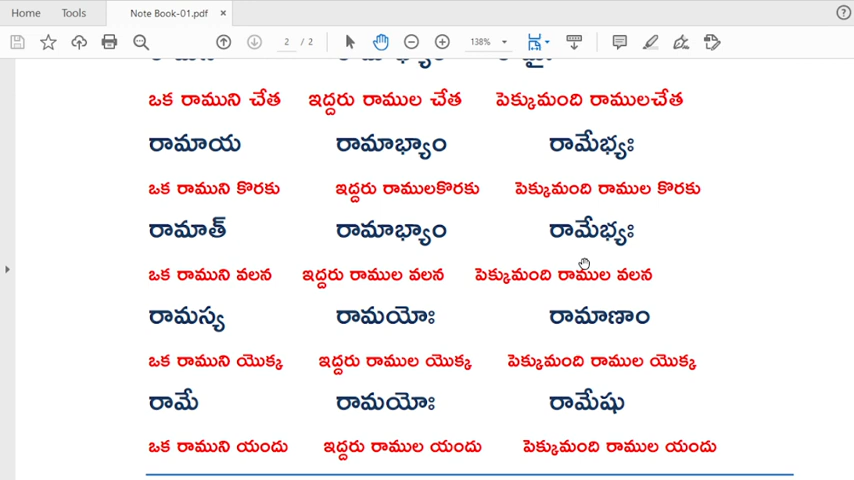 Home Tools Note Book-01.pdf ×
2 / 2 138%
ఒక రాముని చేత ఇద్దరు రాముల చేత పెక్కుమంది రాములచేత
రామాయ రామాభ్యాం రామేభ్యః
ఒక రాముని కొరకు ఇద్దరు రాములకొరకు పెక్కుమంది రాముల కొరకు
రామాత్ రామాభ్యాం రామేభ్యః
ఒక రాముని వలన ఇద్దరు రాముల వలన పెక్కుమంది రాముల వలన
రామస్య రామయోః రామాణాం
ఒక రాముని యొక్క ఇద్దరు రాముల యొక్క పెక్కుమంది రాముల యొక్క
రామే రామయోః రామేషు
ఒక రాముని యందు ఇద్దరు రాముల యందు పెక్కుమంది రాముల యందు